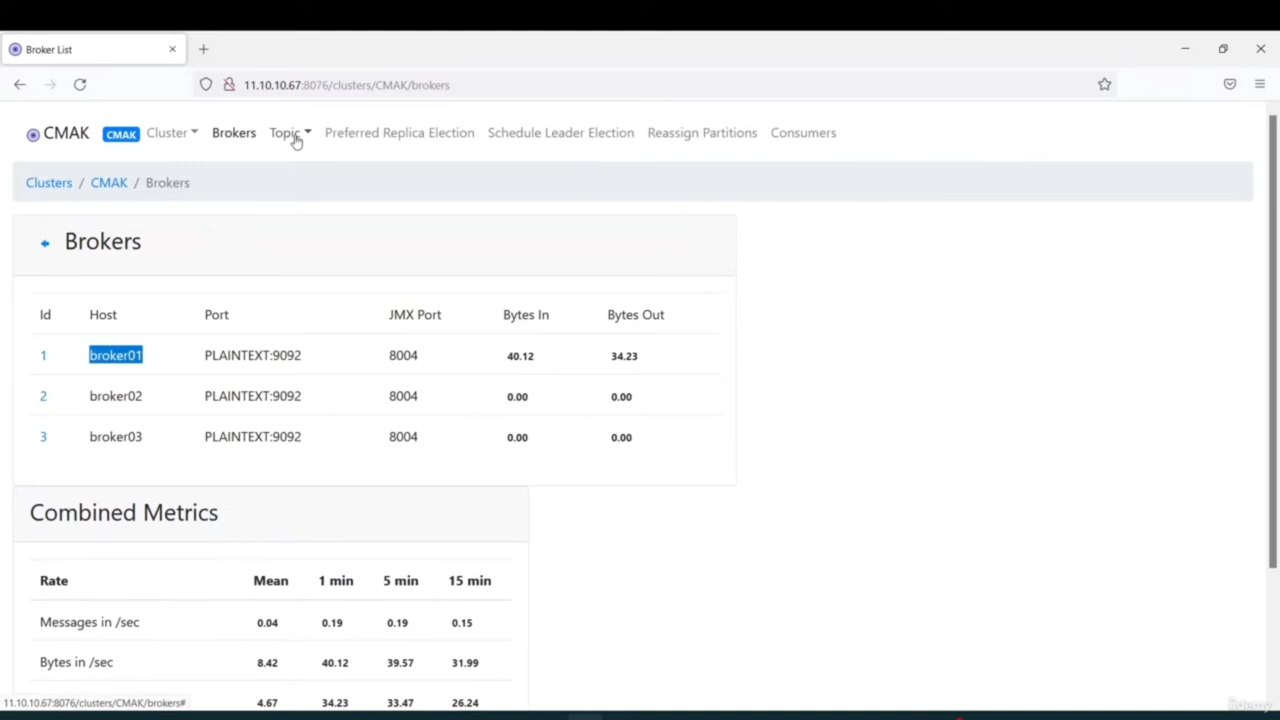 Broker List
11.10.10.67:8076/clusters/CMAK/brokers
CMAK CMAK Cluster Brokers Topic Preferred Replica Election Schedule Leader Election Reassign Partitions Consumers
Clusters / CMAK / Brokers
Brokers
Id Host Port JMX Port Bytes In Bytes Out
1 broker01 PLAINTEXT:9092 8004 40.12 34.23
2 broker02 PLAINTEXT:9092 8004 0.00 0.00
3 broker03 PLAINTEXT:9092 8004 0.00 0.00
Combined Metrics
Rate Mean 1 min 5 min 15 min
Messages in /sec 0.04 0.19 0.19 0.15
Bytes in /sec 8.42 40.12 39.57 31.99
4.67 34.23 33.47 26.24
11.10.10.67:8076/clusters/CMAK/brokers#
ûdemy